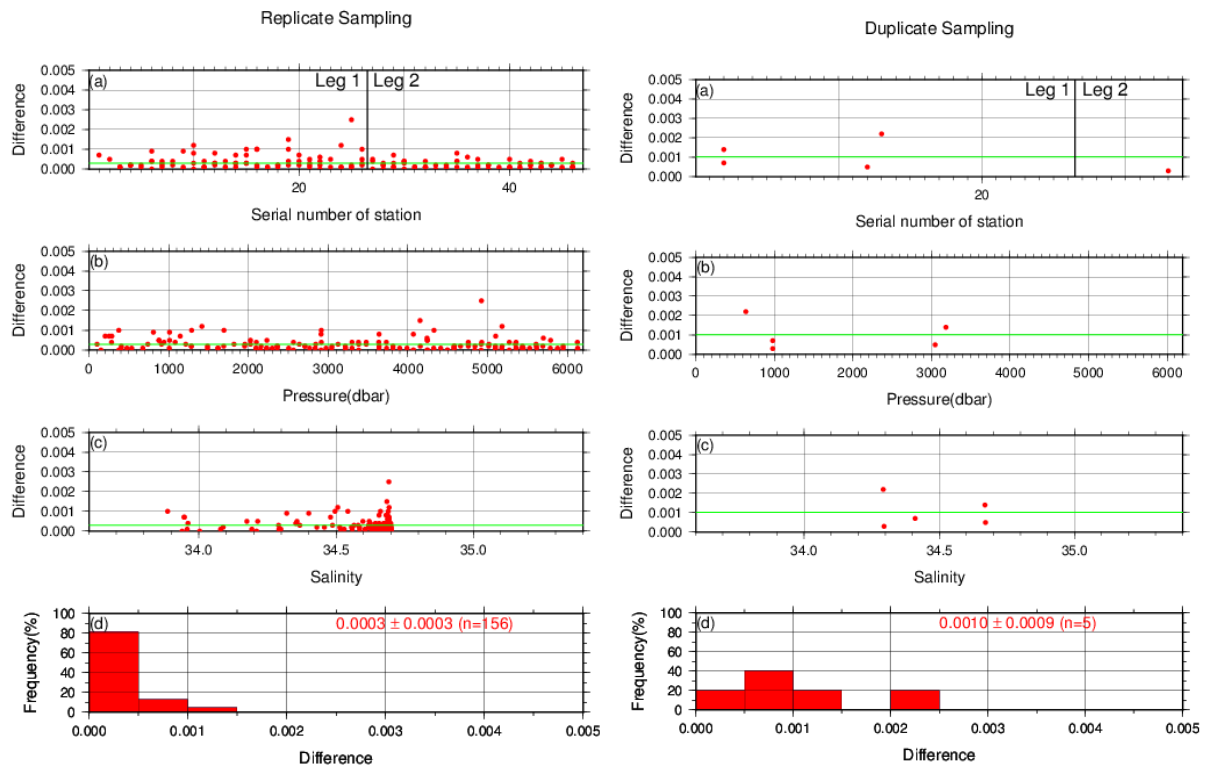 Replicate Sampling
0.005
0.004
0.003
0.002
0.001
0.000
Difference
(a)
Leg 1
Leg 2
20
40
Serial number of station
0.005
0.004
0.003
0.002
0.001
0.000
Difference
(b)
0 1000 2000 3000 4000 5000 6000
Pressure(dbar)
0.005
0.004
0.003
0.002
0.001
0.000
Difference
(c)
34.0 34.5 35.0
Salinity
100
80
60
40
20
0
Frequency(%)
(d)
0.0003 ± 0.0003 (n=156)
0.000 0.001 0.002 0.003 0.004 0.005
Difference
Duplicate Sampling
0.005
0.004
0.003
0.002
0.001
0.000
Difference
(a)
Leg 1
Leg 2
20
Serial number of station
0.005
0.004
0.003
0.002
0.001
0.000
Difference
(b)
0 1000 2000 3000 4000 5000 6000
Pressure(dbar)
0.005
0.004
0.003
0.002
0.001
0.000
Difference
(c)
34.0 34.5 35.0
Salinity
100
80
60
40
20
0
Frequency(%)
(d)
0.0010 ± 0.0009 (n=5)
0.000 0.001 0.002 0.003 0.004 0.005
Difference